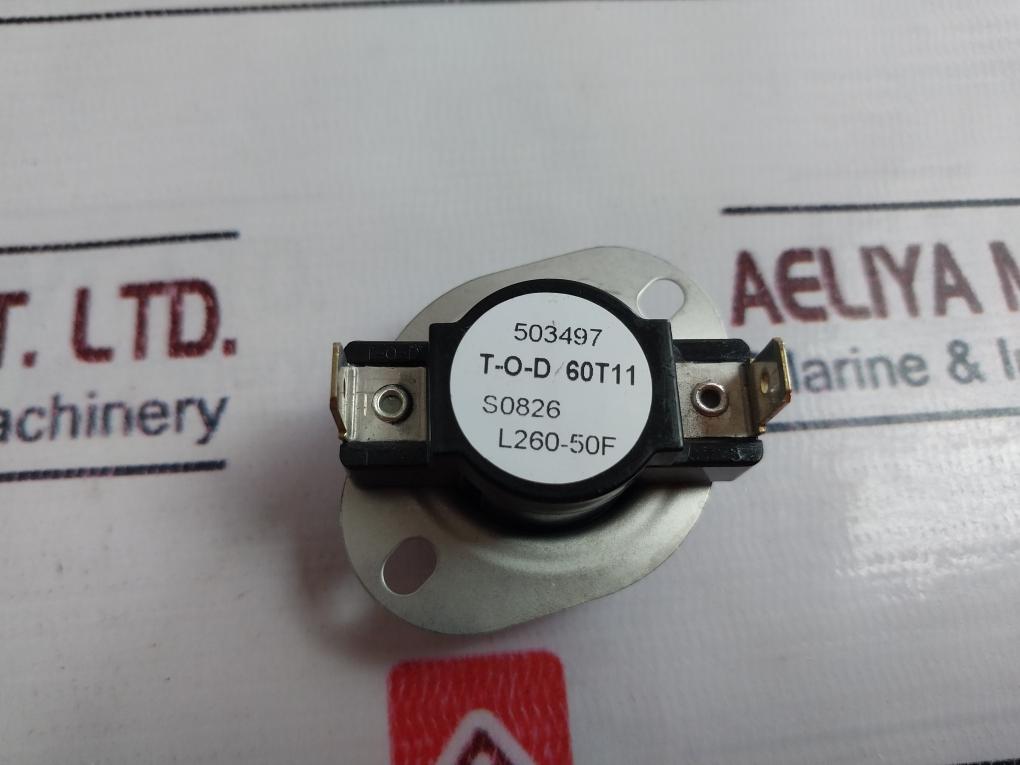 T. LTD.
achinery
AELIYA M
arine & I
T-O-D
503497
T-O-D 60T11
S0826
L260-50F